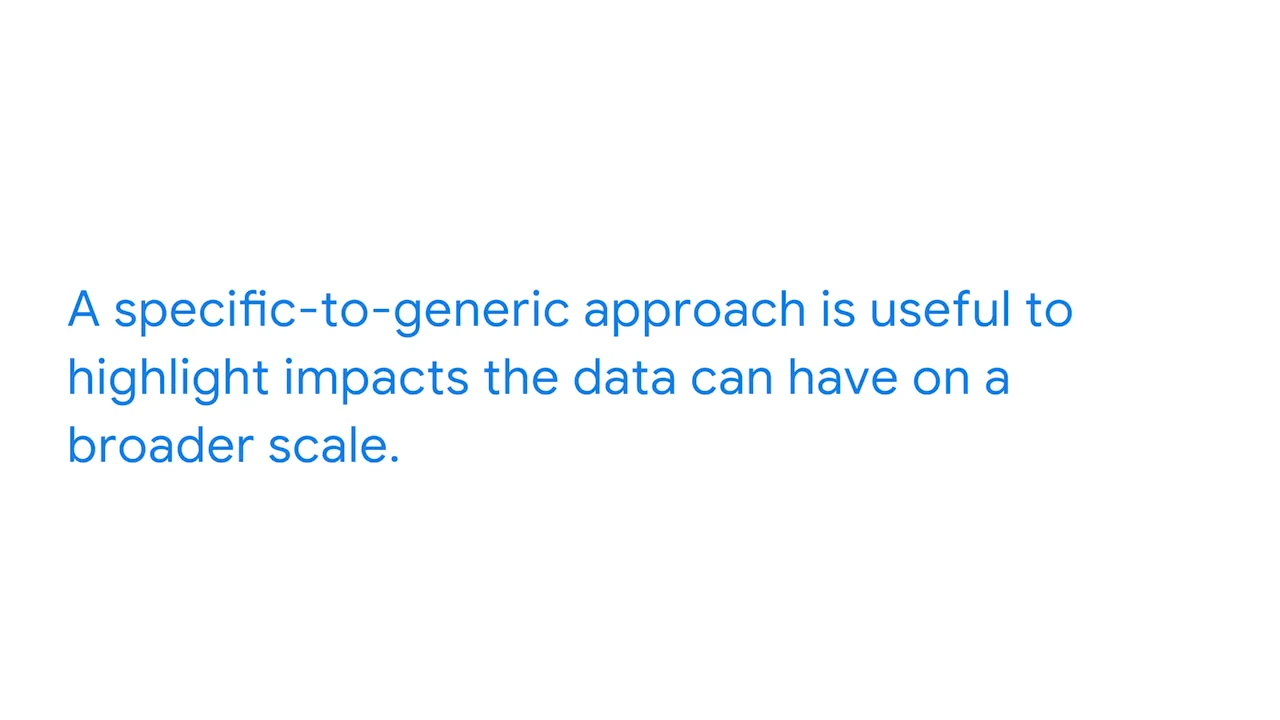 A specific-to-generic approach is useful to
highlight impacts the data can have on a
broader scale.